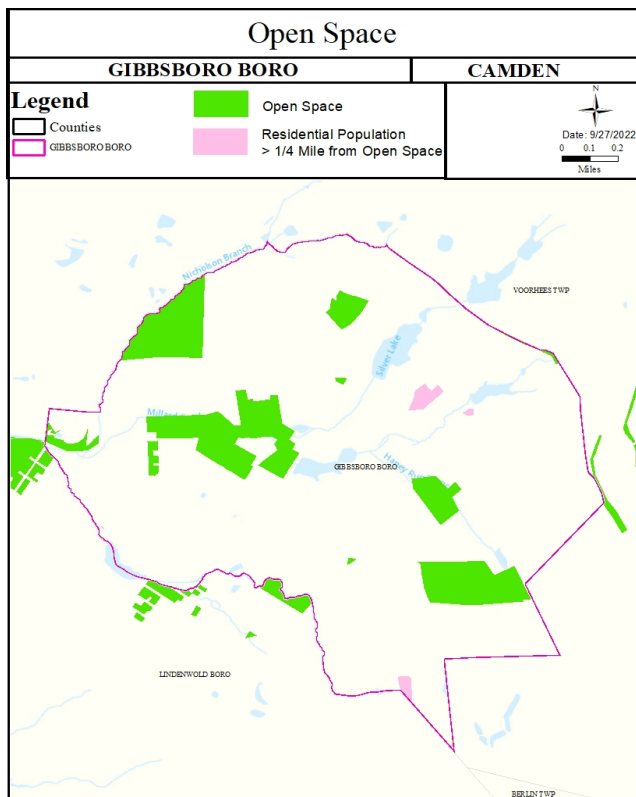 Open Space
GIBBSBORO BORO
CAMDEN
Legend
Counties
GIBBSBORO BORO
Open Space
Residential Population
> 1/4 Mile from Open Space
N
Date: 9/27/2022
0 0.1 0.2
Miles
Nicholson Branch
VOORHEES TWP
Silver Lake
GIBBSBORO BORO
LINDENWOLD BORO
BERLIN TWP